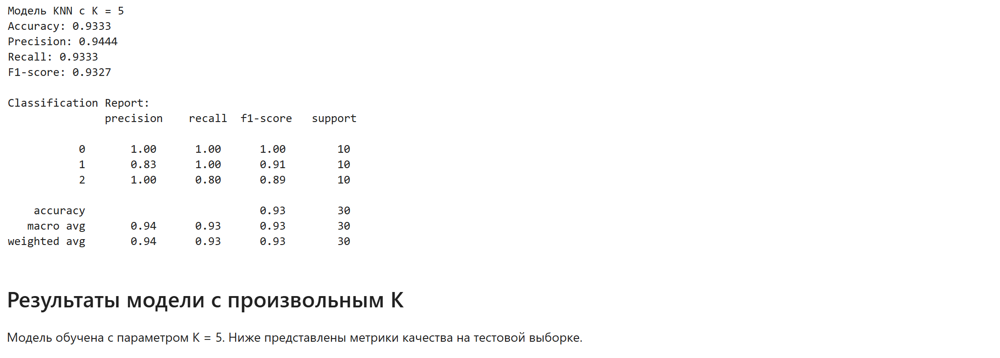 Модель KNN с K = 5
Accuracy: 0.9333
Precision: 0.9444
Recall: 0.9333
F1-score: 0.9327
Classification Report:
precision recall f1-score support
0 1.00 1.00 1.00 10
1 0.83 1.00 0.91 10
2 1.00 0.80 0.89 10
accuracy 0.93 30
macro avg 0.94 0.93 0.93 30
weighted avg 0.94 0.93 0.93 30
Результаты модели с произвольным K
Модель обучена с параметром K = 5. Ниже представлены метрики качества на тестовой выборке.